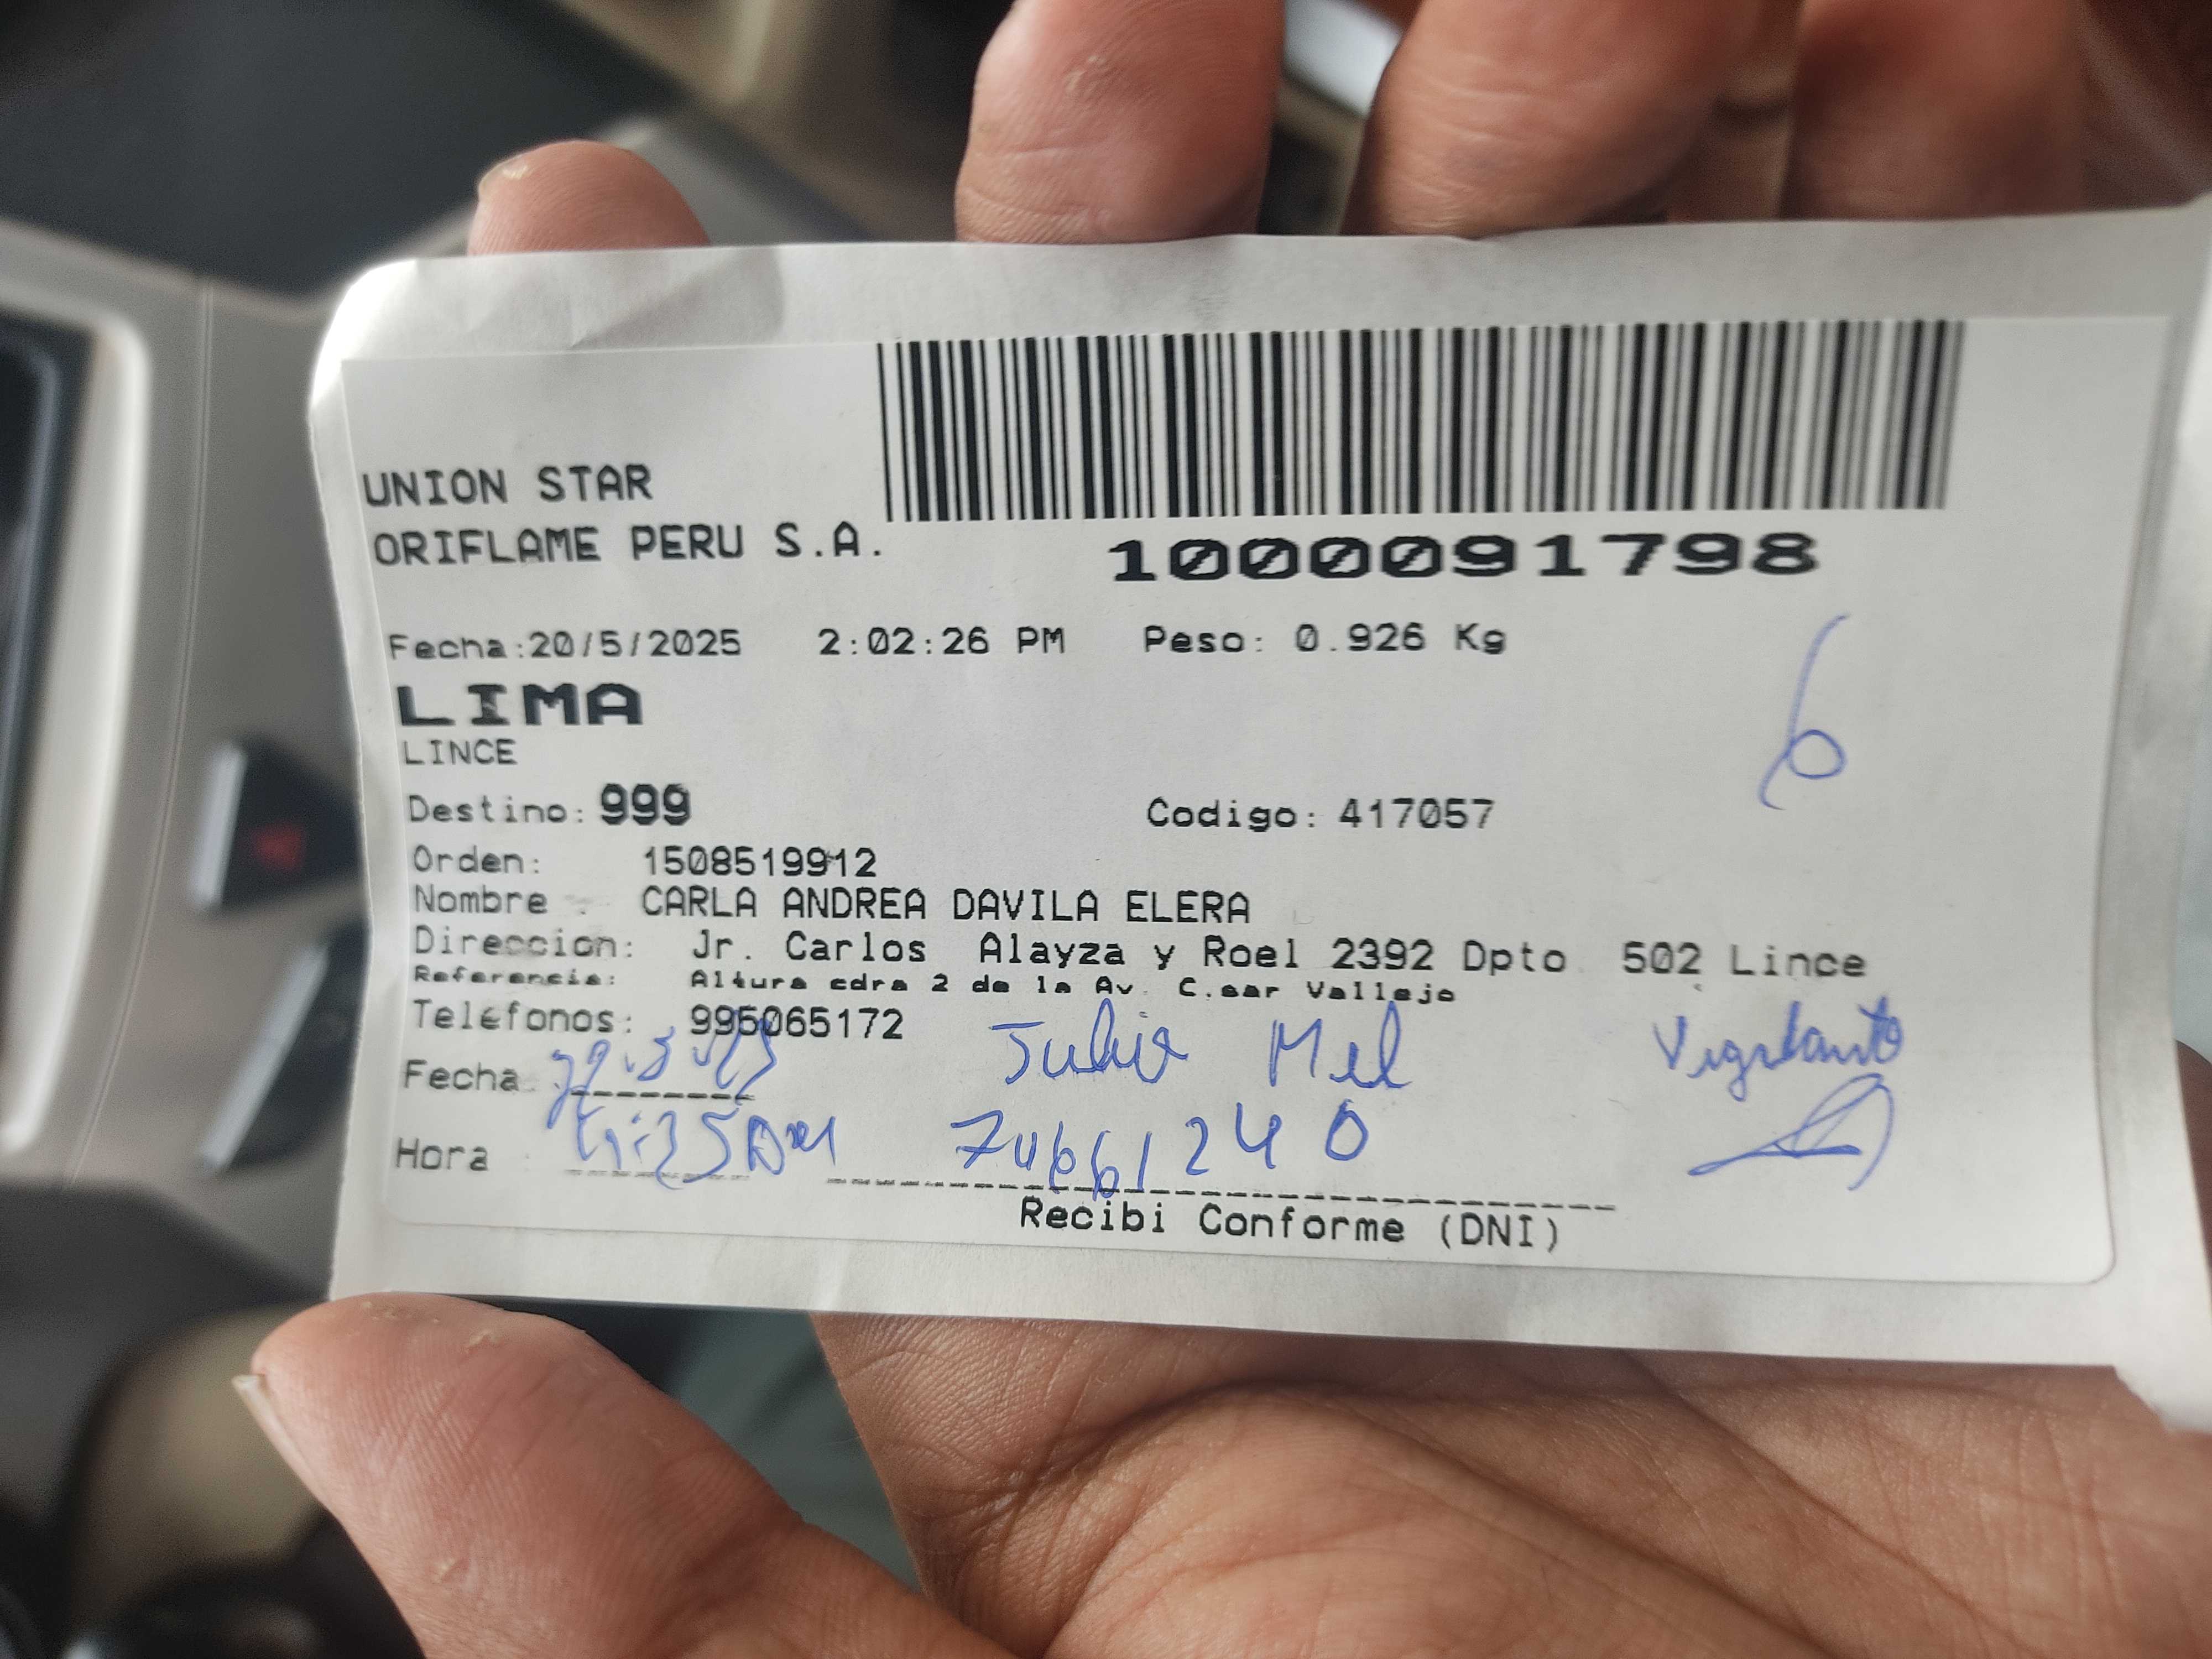 UNION STAR
ORIFLAME PERU S.A.
1000091798
Fecha:20/5/2025 2:02:26 PM Peso: 0.926 Kg
LIMA
LINCE
6
Destino: 999 Codigo: 417057
Orden: 1508519912
Nombre : CARLA ANDREA DAVILA ELERA
Direccion: Jr. Carlos Alayza y Roel 2392 Dpto 502 Lince
Referencia: Altura cdra 2 de la Av. C.sar Vallejo
Teléfonos: 995065172
Fecha : Julio Mel Vigilante
Hora : 74661240
Recibi Conforme (DNI)